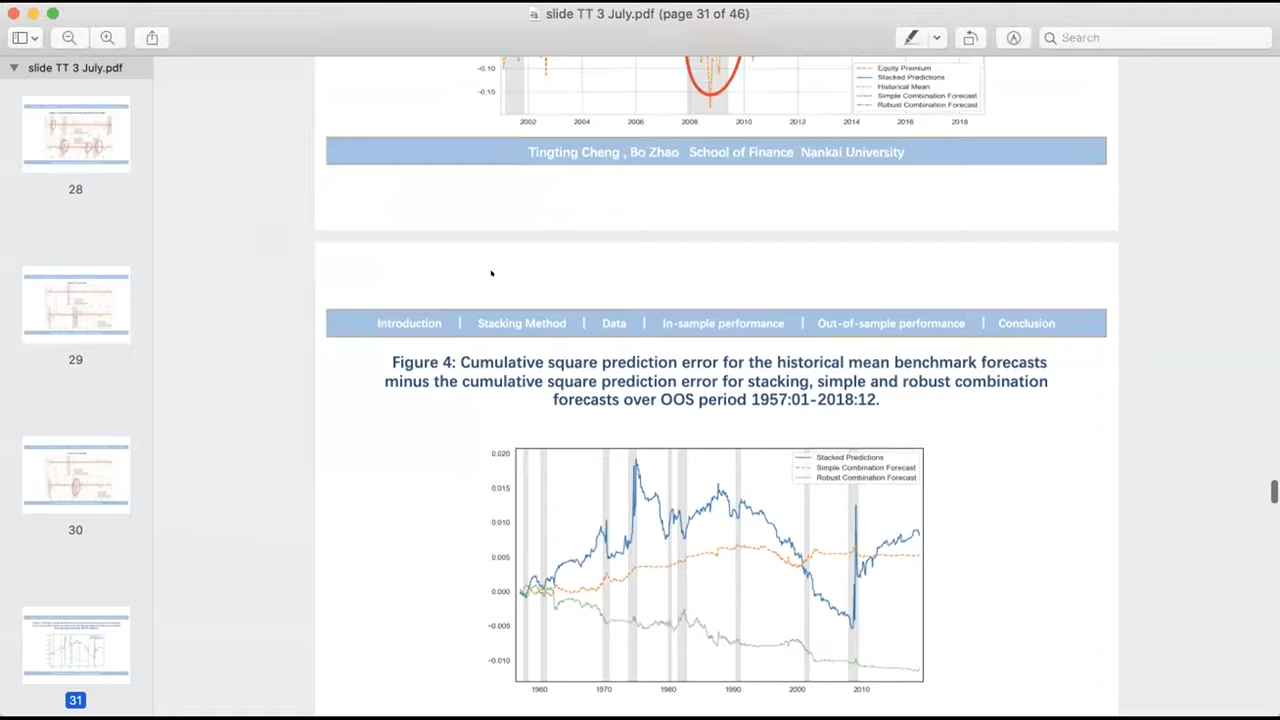 slide TT 3 July.pdf (page 31 of 46)
Search
slide TT 3 July.pdf
28
29
30
31
-0.10
-0.15
Equity Premium
Stacked Predictions
Historical Mean
Simple Combination Forecast
Robust Combination Forecast
2002 2004 2006 2008 2010 2012 2014 2016 2018
Tingting Cheng , Bo Zhao School of Finance Nankai University
Introduction | Stacking Method | Data | In-sample performance | Out-of-sample performance | Conclusion
Figure 4: Cumulative square prediction error for the historical mean benchmark forecasts
minus the cumulative square prediction error for stacking, simple and robust combination
forecasts over OOS period 1957:01-2018:12.
Stacked Predictions
Simple Combination Forecast
Robust Combination Forecast
0.020
0.015
0.010
0.005
0.000
-0.005
-0.010
1960 1970 1980 1990 2000 2010